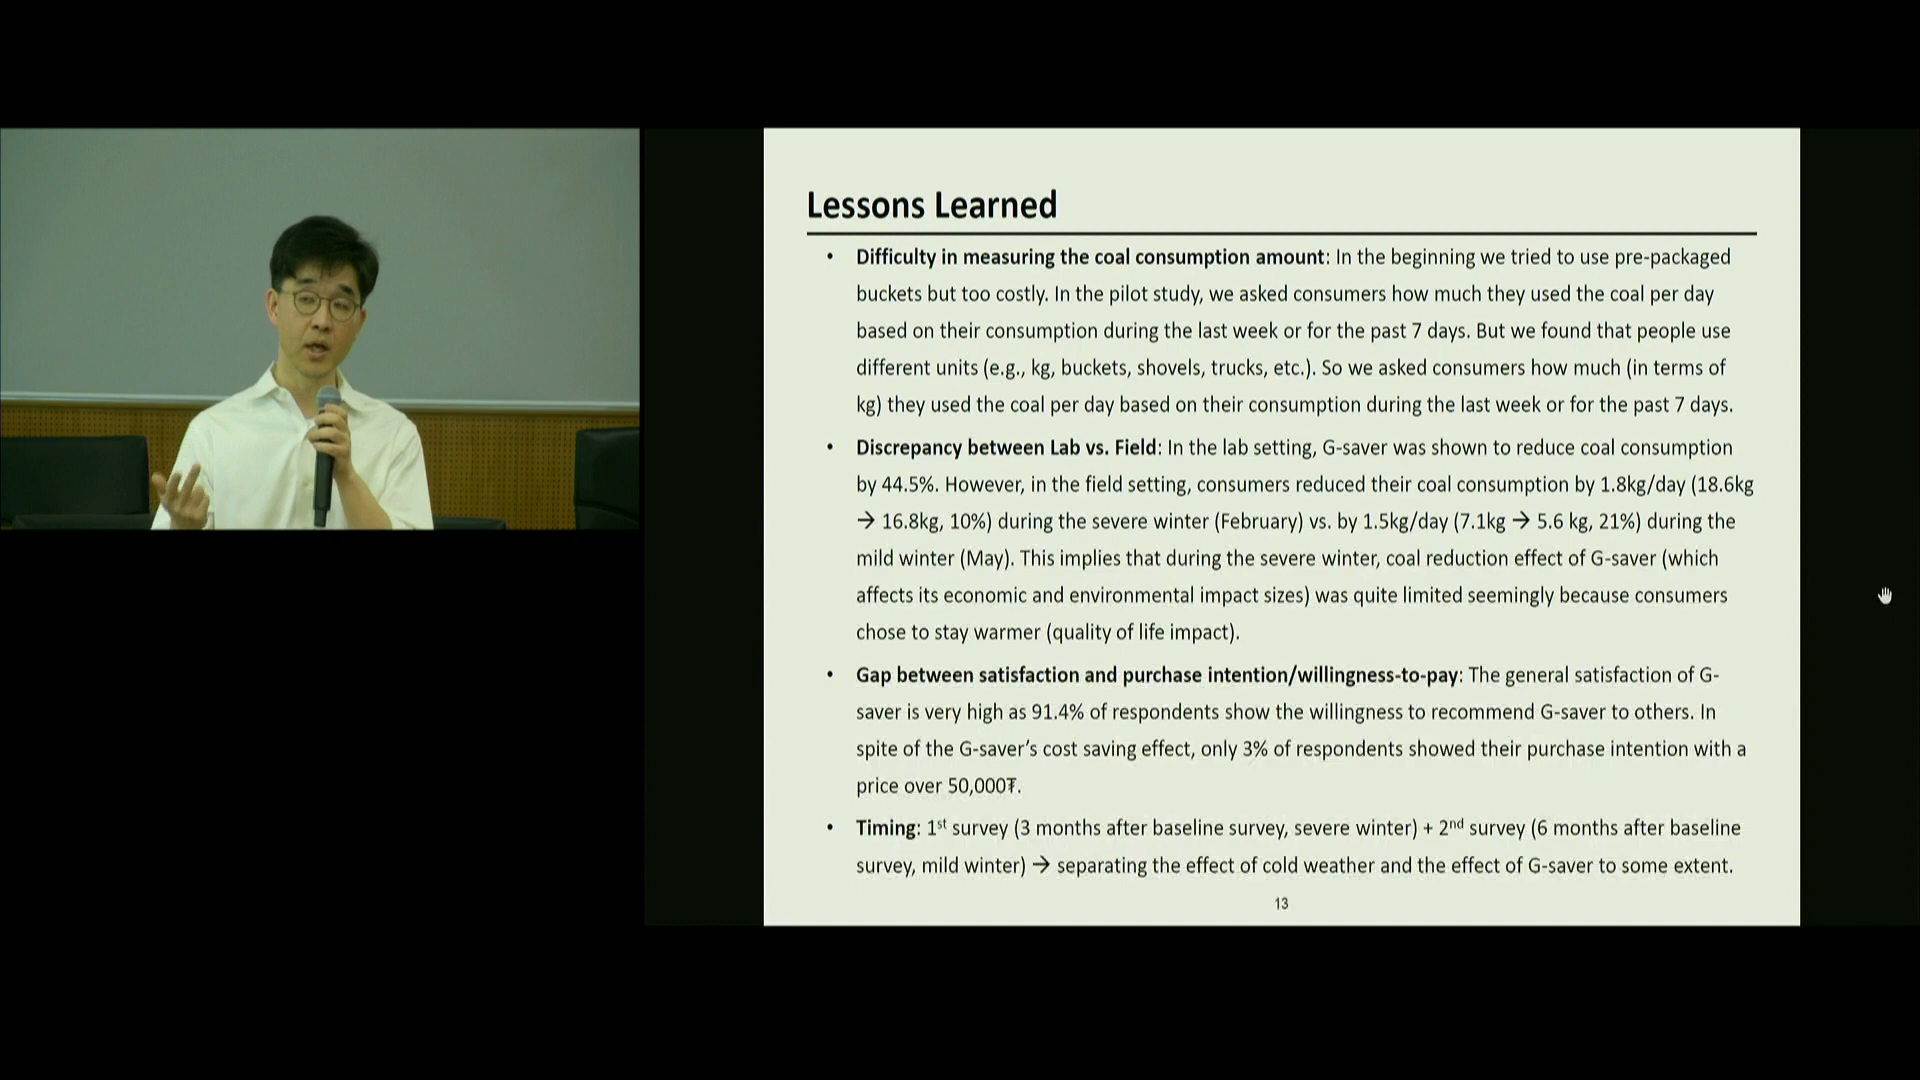 Lessons Learned
• Difficulty in measuring the coal consumption amount: In the beginning we tried to use pre-packaged
buckets but too costly. In the pilot study, we asked consumers how much they used the coal per day
based on their consumption during the last week or for the past 7 days. But we found that people use
different units (e.g., kg, buckets, shovels, trucks, etc.). So we asked consumers how much (in terms of
kg) they used the coal per day based on their consumption during the last week or for the past 7 days.
• Discrepancy between Lab vs. Field: In the lab setting, G-saver was shown to reduce coal consumption
by 44.5%. However, in the field setting, consumers reduced their coal consumption by 1.8kg/day (18.6kg
→ 16.8kg, 10%) during the severe winter (February) vs. by 1.5kg/day (7.1kg → 5.6 kg, 21%) during the
mild winter (May). This implies that during the severe winter, coal reduction effect of G-saver (which
affects its economic and environmental impact sizes) was quite limited seemingly because consumers
chose to stay warmer (quality of life impact).
• Gap between satisfaction and purchase intention/willingness-to-pay: The general satisfaction of G-
saver is very high as 91.4% of respondents show the willingness to recommend G-saver to others. In
spite of the G-saver’s cost saving effect, only 3% of respondents showed their purchase intention with a
price over 50,000₮.
• Timing: 1st survey (3 months after baseline survey, severe winter) + 2nd survey (6 months after baseline
survey, mild winter) → separating the effect of cold weather and the effect of G-saver to some extent.
13